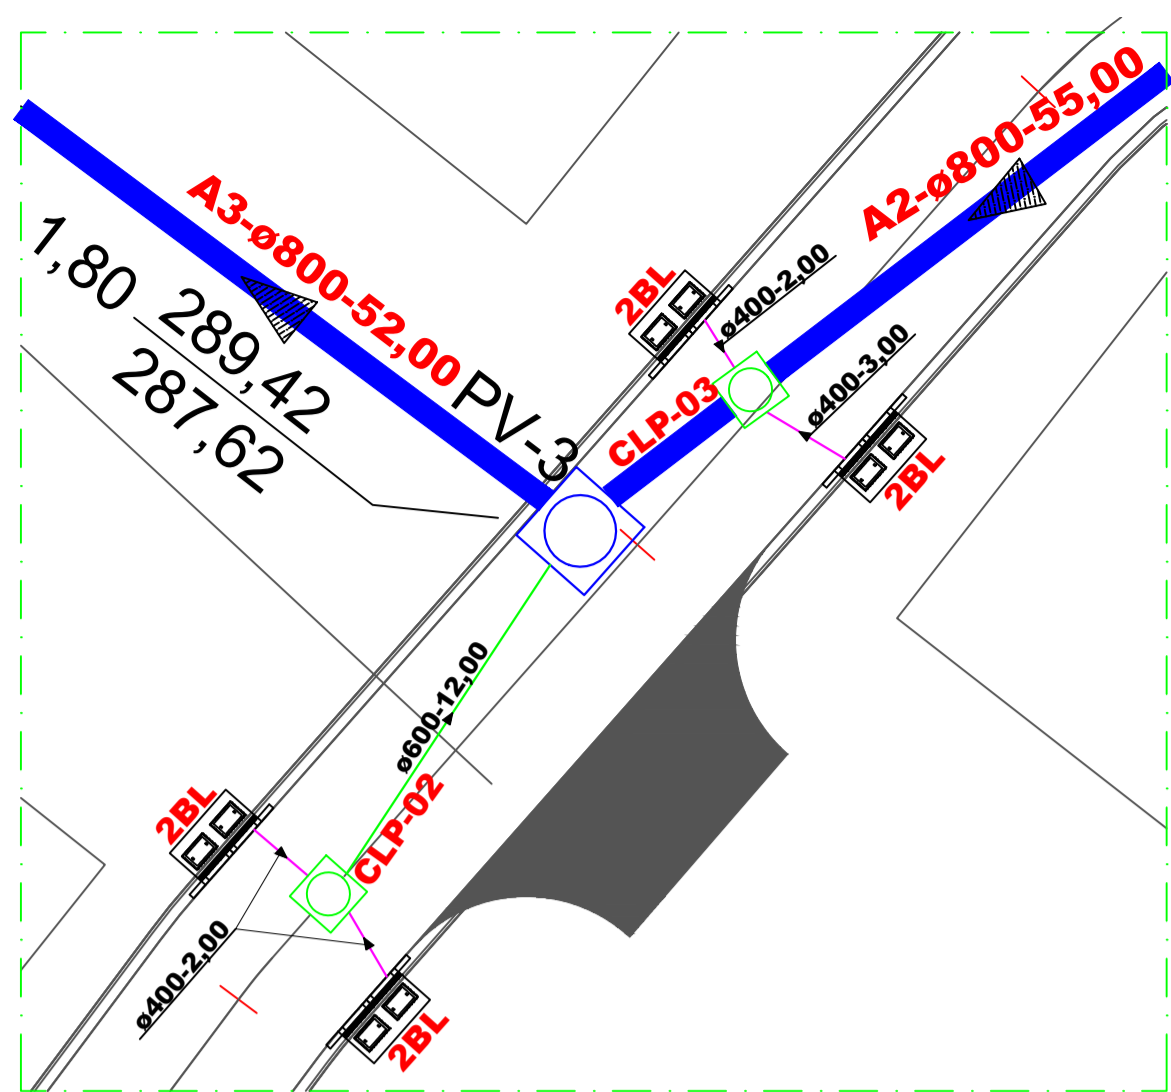 A2-ø800-55,00
A3-ø800-52,00
1,80
289,42
287,62
PV-3
2BL
ø400-2,00
CLP-03
ø400-3,00
2BL
ø600-12,00
CLP-02
2BL
ø400-2,00
2BL